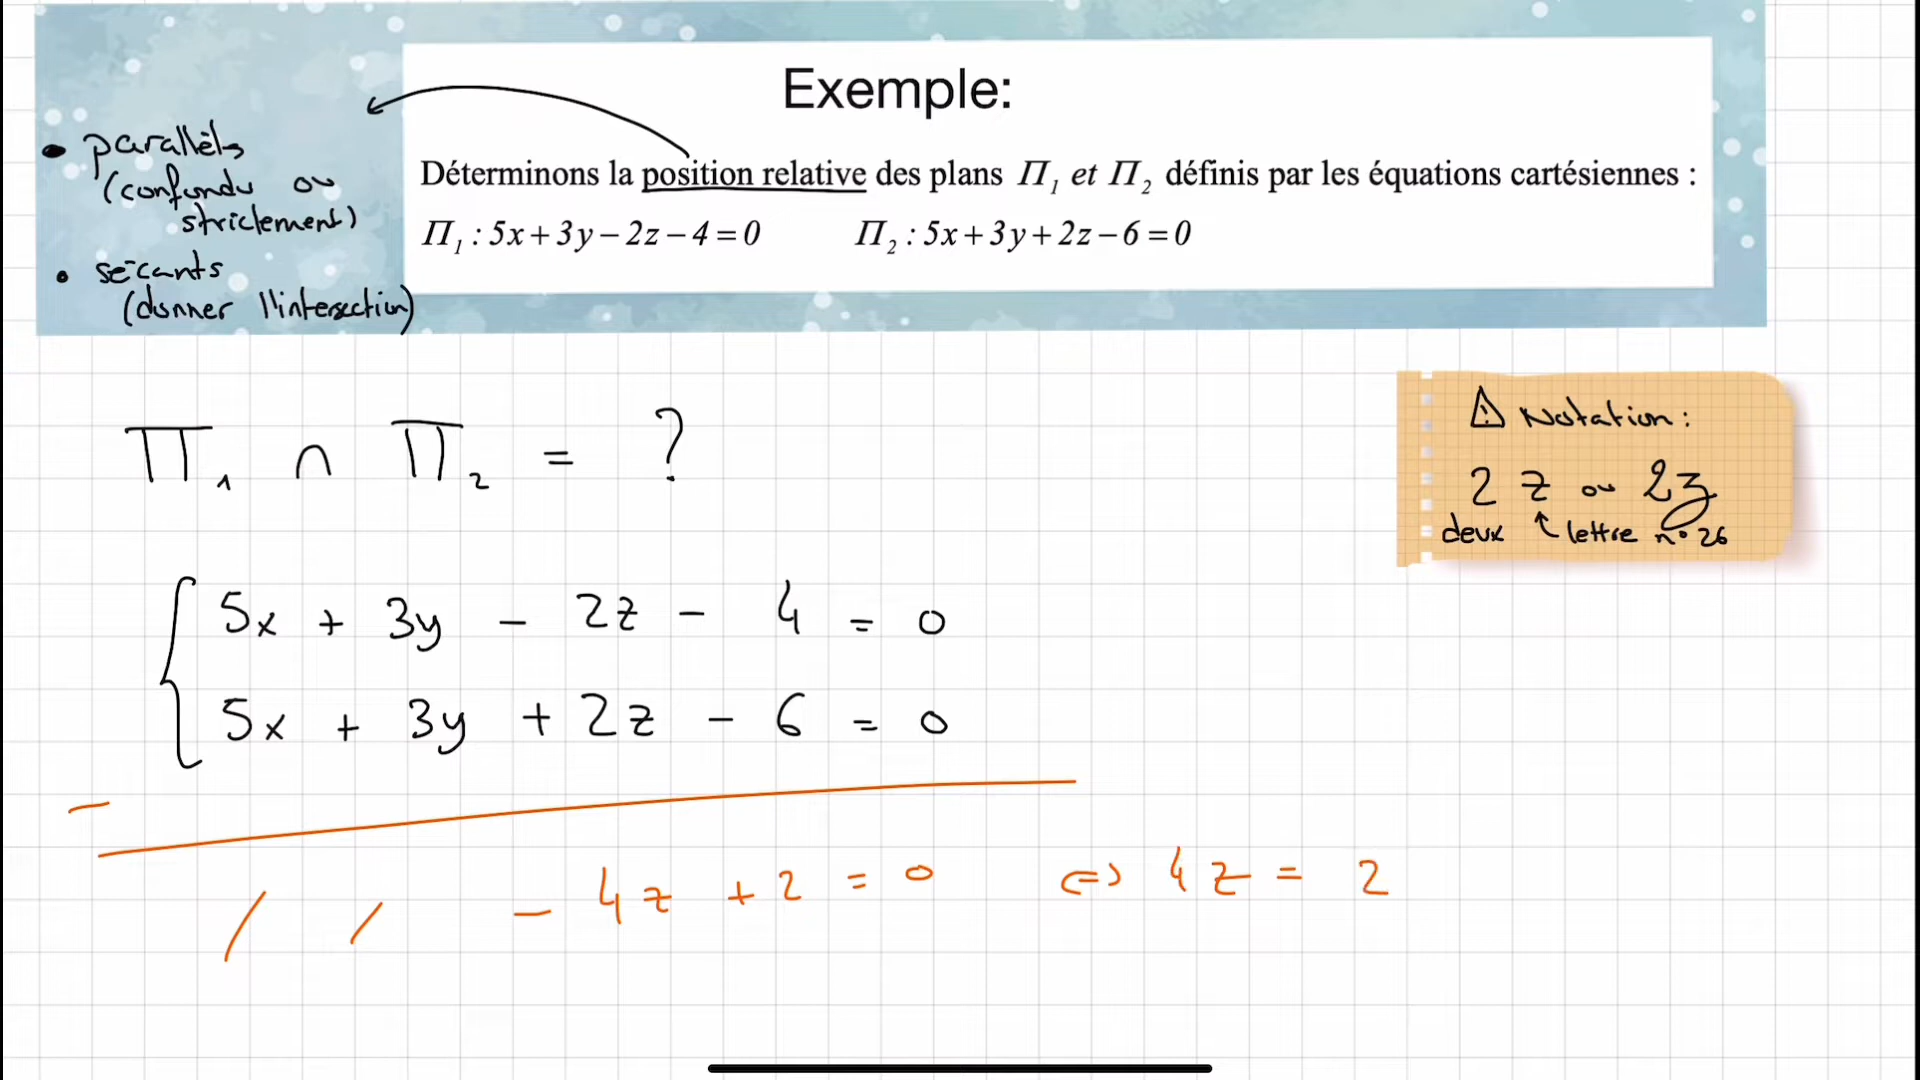 Exemple:
Déterminons la position relative des plans Π₁ et Π₂ définis par les équations cartésiennes :
Π₁ : 5x + 3y − 2z − 4 = 0 Π₂ : 5x + 3y + 2z − 6 = 0
• parallèles
(confondu ou
strictement)
• sécants
(donner l'intersection)
⚠ Notation:
2 z ou 2z
deux ↑ lettre n° 26
Π₁ ∩ Π₂ = ?
{ 5x + 3y − 2z − 4 = 0
5x + 3y + 2z − 6 = 0
−
/ / − 4z + 2 = 0 ⇔ 4z = 2